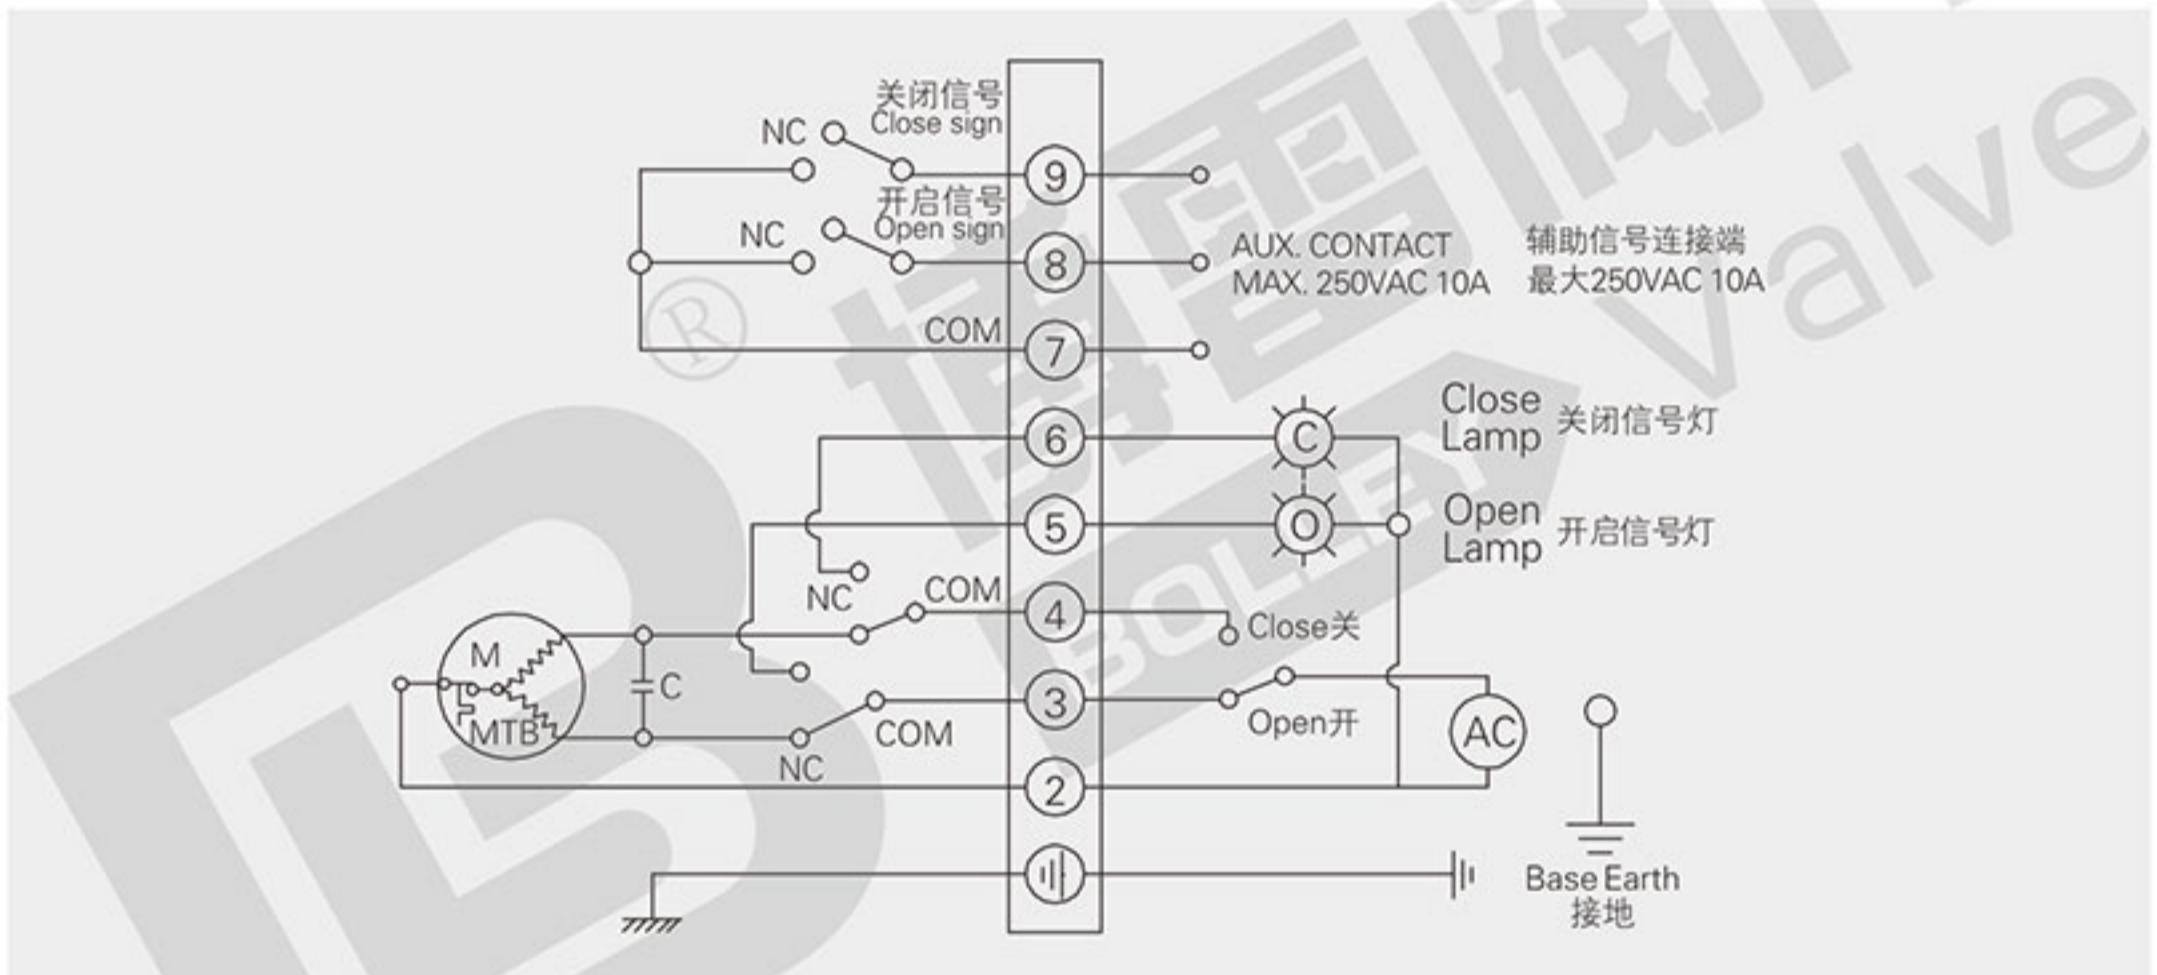 关闭信号
Close sign
NC
9
开启信号
Open sign
NC
8
AUX. CONTACT
MAX. 250VAC 10A
辅助信号连接端
最大250VAC 10A
COM
7
6
C
Close
Lamp
关闭信号灯
5
O
Open
Lamp
开启信号灯
NC
COM
4
Close关
M
MTB
C
3
COM
NC
Open开
AC
2
Base Earth
接地
®
博雷阀
BOLLEY
Valve